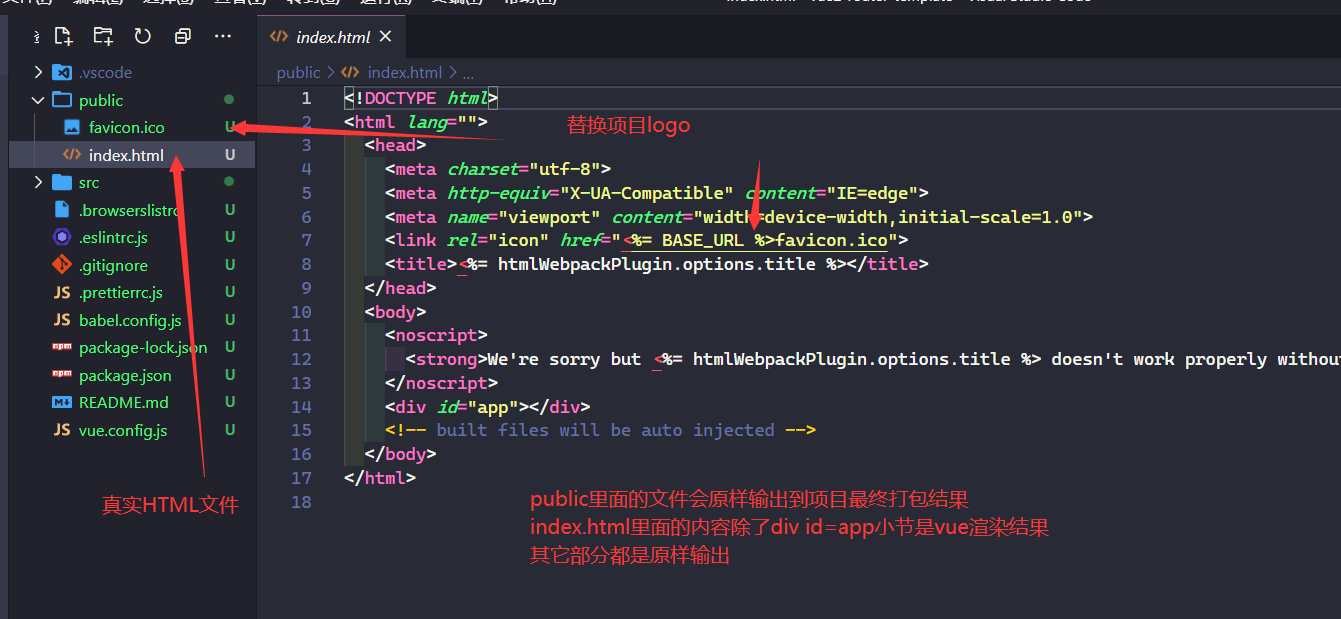 index.html
public > index.html > ...
.vscode
public
favicon.ico U
index.html U
src
.browserslistrc U
.eslintrc.js U
.gitignore U
JS .prettierrc.js U
JS babel.config.js U
npm package-lock.json U
npm package.json U
README.md U
JS vue.config.js U
1 <!DOCTYPE html>
2 <html lang="">
3 <head>
4 <meta charset="utf-8">
5 <meta http-equiv="X-UA-Compatible" content="IE=edge">
6 <meta name="viewport" content="width=device-width,initial-scale=1.0">
7 <link rel="icon" href="<%= BASE_URL %>favicon.ico">
8 <title><%= htmlWebpackPlugin.options.title %></title>
9 </head>
10 <body>
11 <noscript>
12 <strong>We're sorry but <%= htmlWebpackPlugin.options.title %> doesn't work properly withou
13 </noscript>
14 <div id="app"></div>
15 <!-- built files will be auto injected -->
16 </body>
17 </html>
18
替换项目logo
真实HTML文件
public里面的文件会原样输出到项目最终打包结果
index.html里面的内容除了div id=app小节是vue渲染结果
其它部分都是原样输出